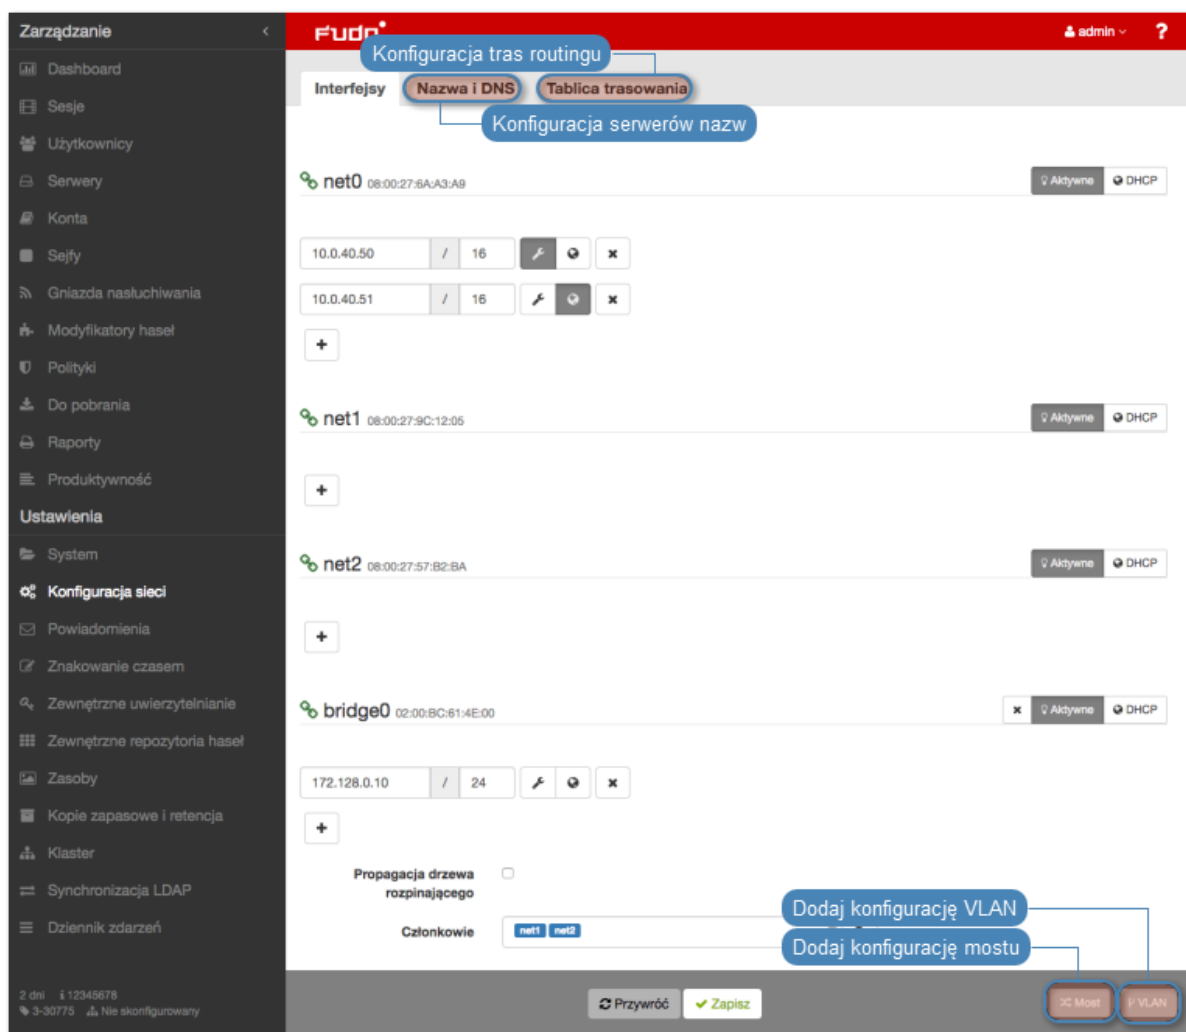 Zarządzanie
FUDO
admin
?
Konfiguracja tras routingu
Interfejsy
Nazwa i DNS
Tablica trasowania
Konfiguracja serwerów nazw
Dashboard
Sesje
Użytkownicy
Serwery
Konta
Sejfy
Gniazda nasłuchiwania
Modyfikatory haseł
Polityki
Do pobrania
Raporty
Produktywność
Ustawienia
System
Konfiguracja sieci
Powiadomienia
Znakowanie czasem
Zewnętrzne uwierzytelnianie
Zewnętrzne repozytoria haseł
Zasoby
Kopie zapasowe i retencja
Klaster
Synchronizacja LDAP
Dziennik zdarzeń
2 dni 12345678
3-30775 Nie skonfigurowany
net0 08:00:27:6A:A3:A9
Aktywne DHCP
10.0.40.50 / 16
10.0.40.51 / 16
net1 08:00:27:9C:12:05
Aktywne DHCP
net2 08:00:27:57:B2:BA
Aktywne DHCP
bridge0 02:00:BC:61:4E:00
Aktywne DHCP
172.128.0.10 / 24
Propagacja drzewa
rozpinającego
Członkowie
net1 net2
Dodaj konfigurację VLAN
Dodaj konfigurację mostu
Przywróć
Zapisz
Most
VLAN